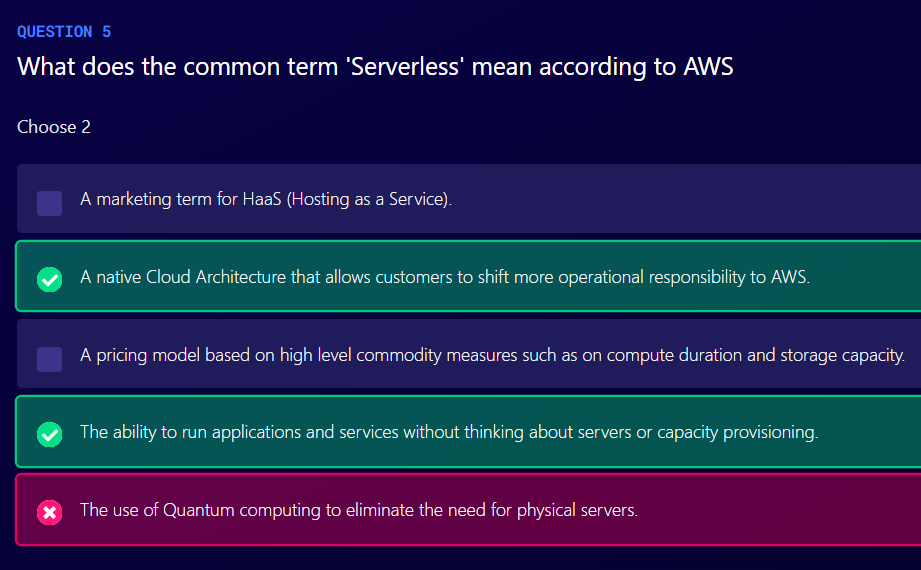 QUESTION 5
What does the common term 'Serverless' mean according to AWS
Choose 2
A marketing term for HaaS (Hosting as a Service).
A native Cloud Architecture that allows customers to shift more operational responsibility to AWS.
A pricing model based on high level commodity measures such as on compute duration and storage capacity.
The ability to run applications and services without thinking about servers or capacity provisioning.
The use of Quantum computing to eliminate the need for physical servers.